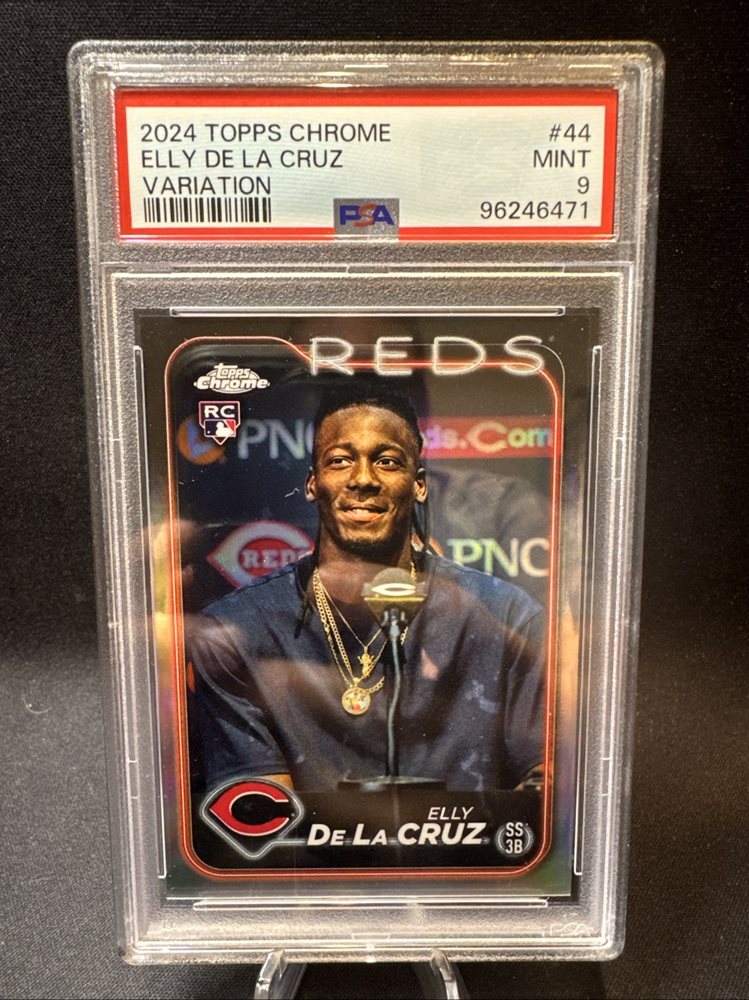 2024 TOPPS CHROME #44
ELLY DE LA CRUZ MINT
VARIATION 9
PSA 96246471
REDS
Topps
Chrome
RC
PNC ds.Com
REDS
PNC
ELLY
DE LA CRUZ
SS
3B